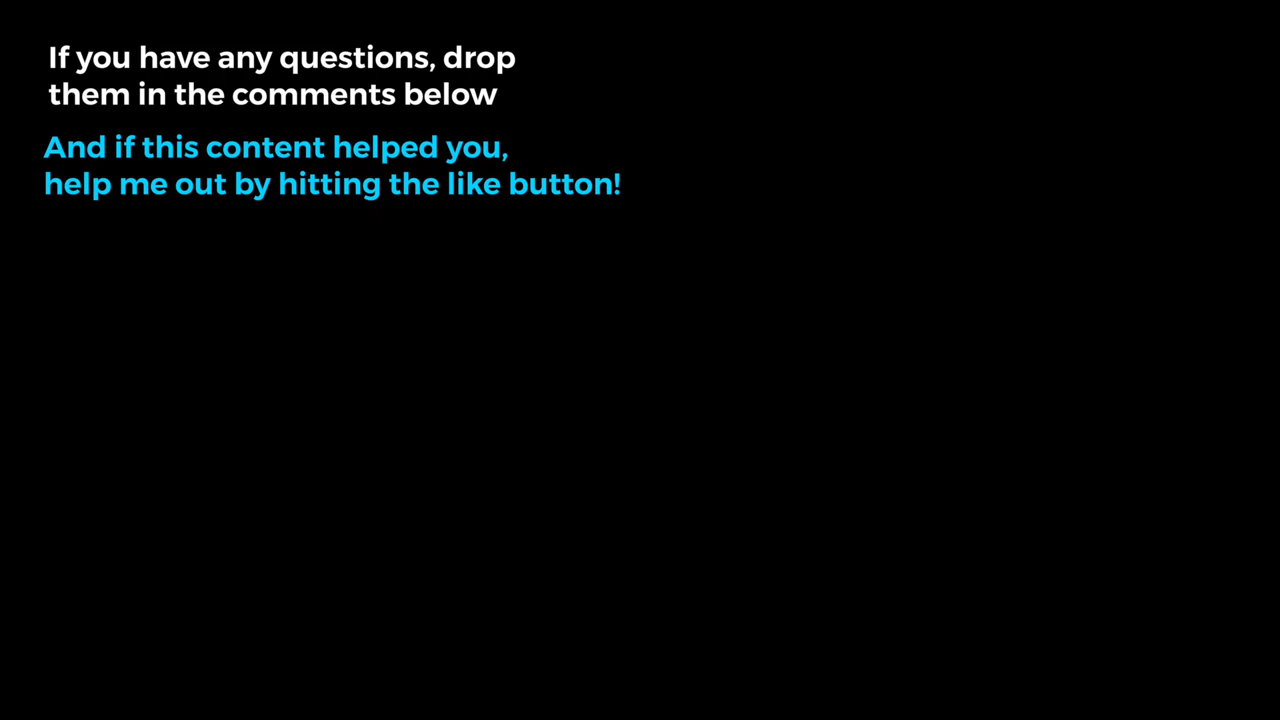 If you have any questions, drop
them in the comments below
And if this content helped you,
help me out by hitting the like button!